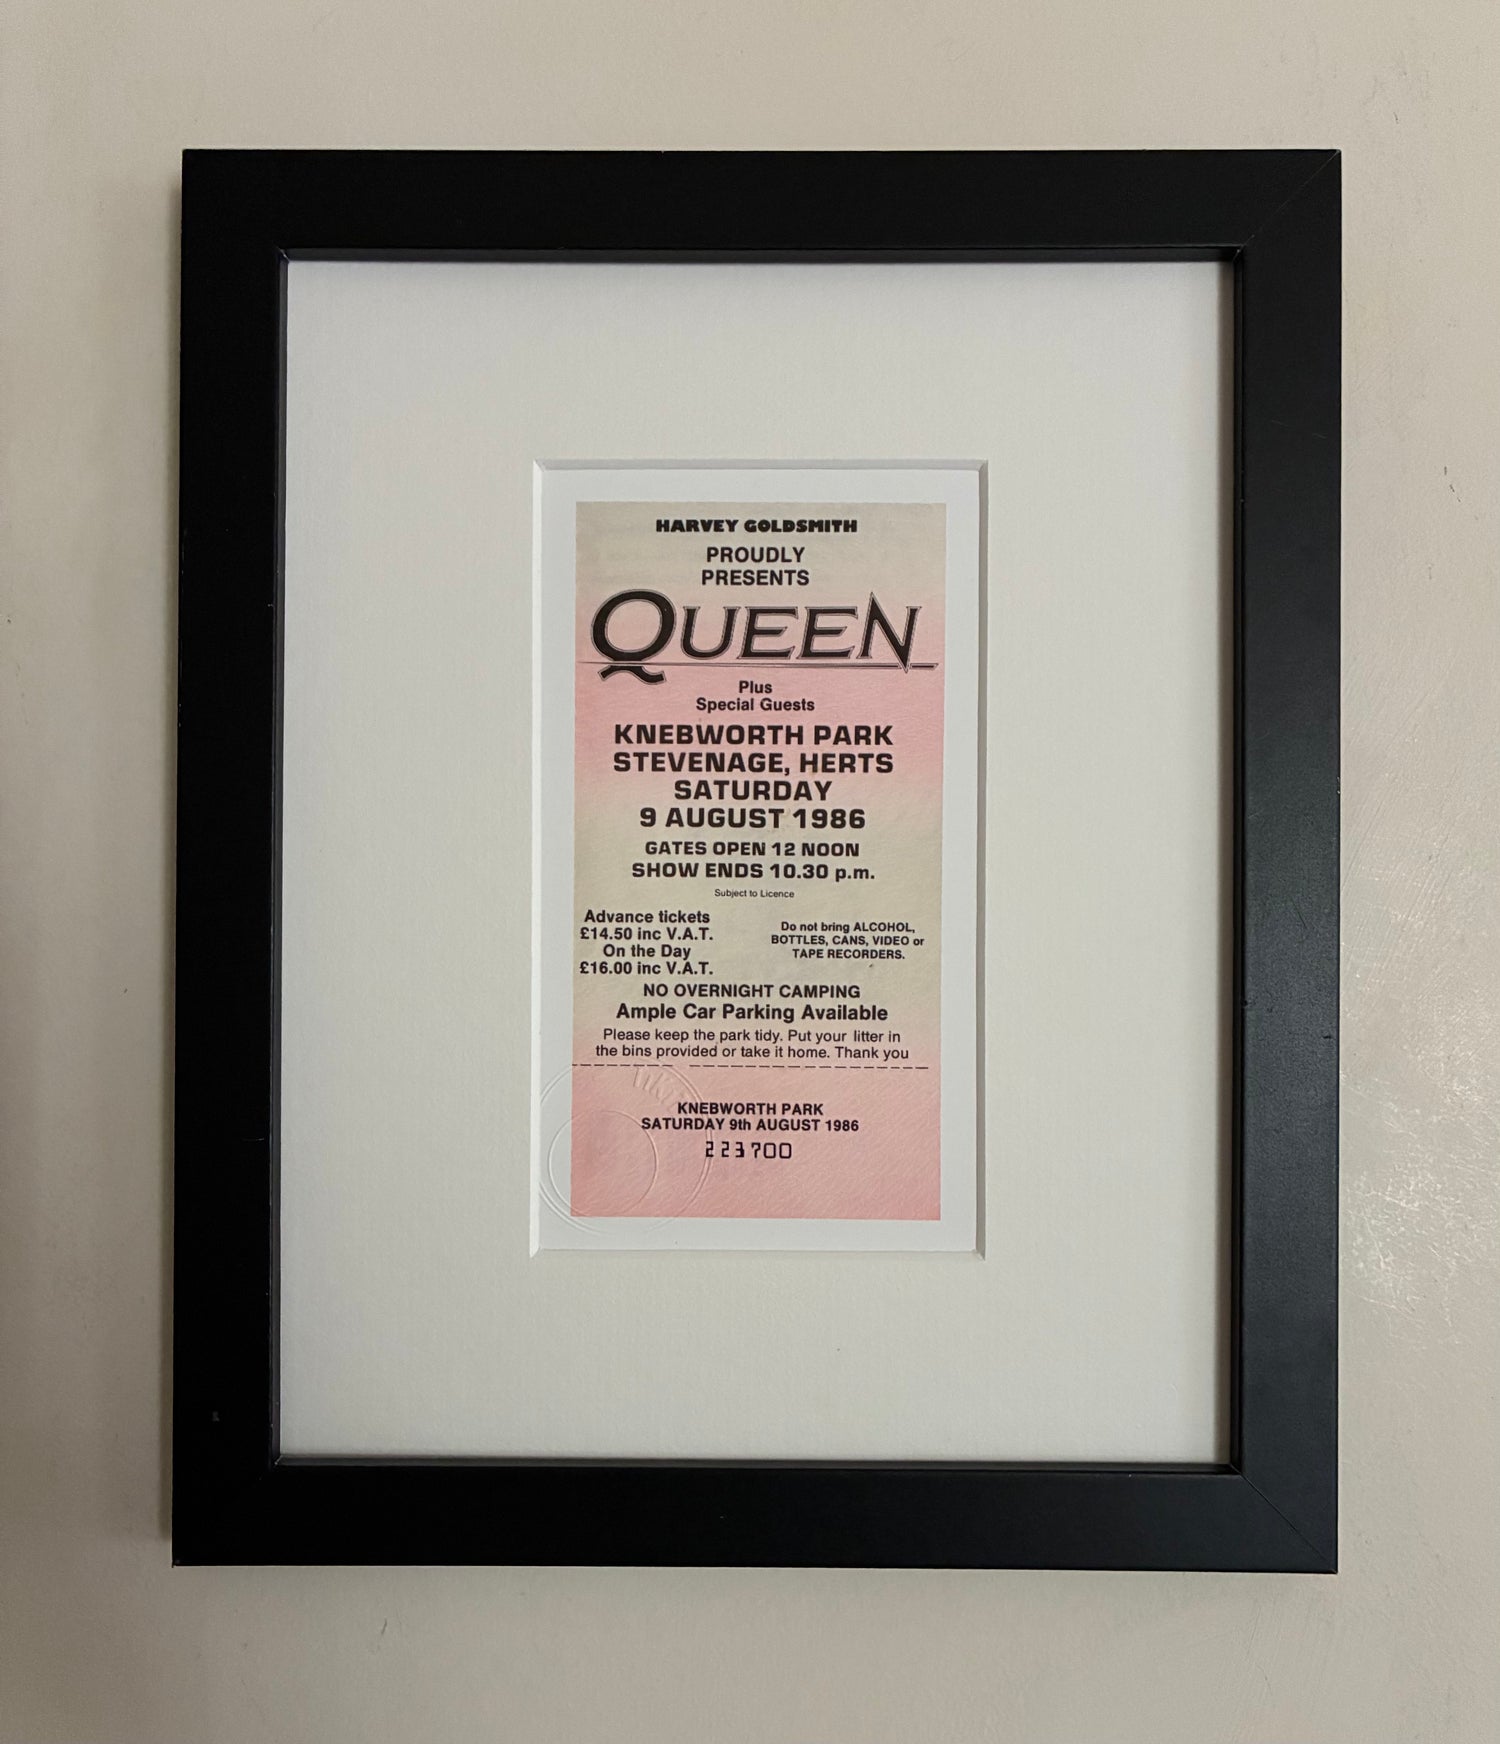 HARVEY GOLDSMITH
PROUDLY
PRESENTS
QUEEN
Plus
Special Guests
KNEBWORTH PARK
STEVENAGE, HERTS
SATURDAY
9 AUGUST 1986
GATES OPEN 12 NOON
SHOW ENDS 10.30 p.m.
Subject to Licence
Advance tickets
£14.50 inc V.A.T.
On the Day
£16.00 inc V.A.T.
Do not bring ALCOHOL,
BOTTLES, CANS, VIDEO or
TAPE RECORDERS.
NO OVERNIGHT CAMPING
Ample Car Parking Available
Please keep the park tidy. Put your litter in
the bins provided or take it home. Thank you
KNEBWORTH PARK
SATURDAY 9th AUGUST 1986
223700